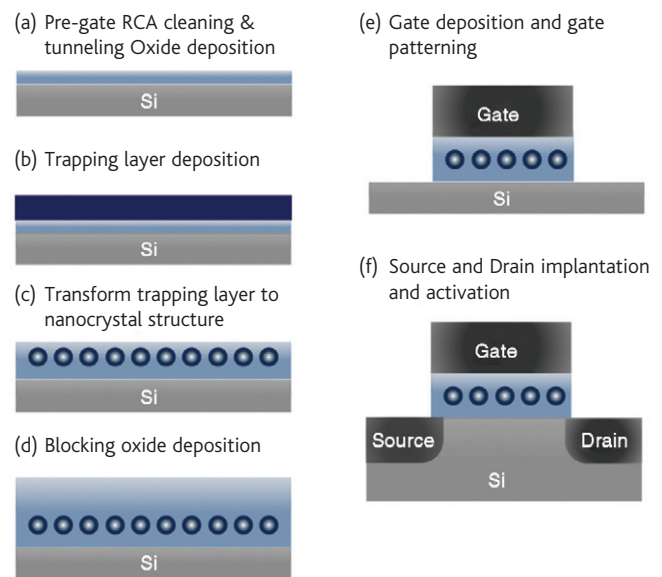 (a) Pre-gate RCA cleaning &
tunneling Oxide deposition
Si
(b) Trapping layer deposition
Si
(c) Transform trapping layer to
nanocrystal structure
Si
(d) Blocking oxide deposition
Si
(e) Gate deposition and gate
patterning
Gate
Si
(f) Source and Drain implantation
and activation
Gate
Source
Drain
Si